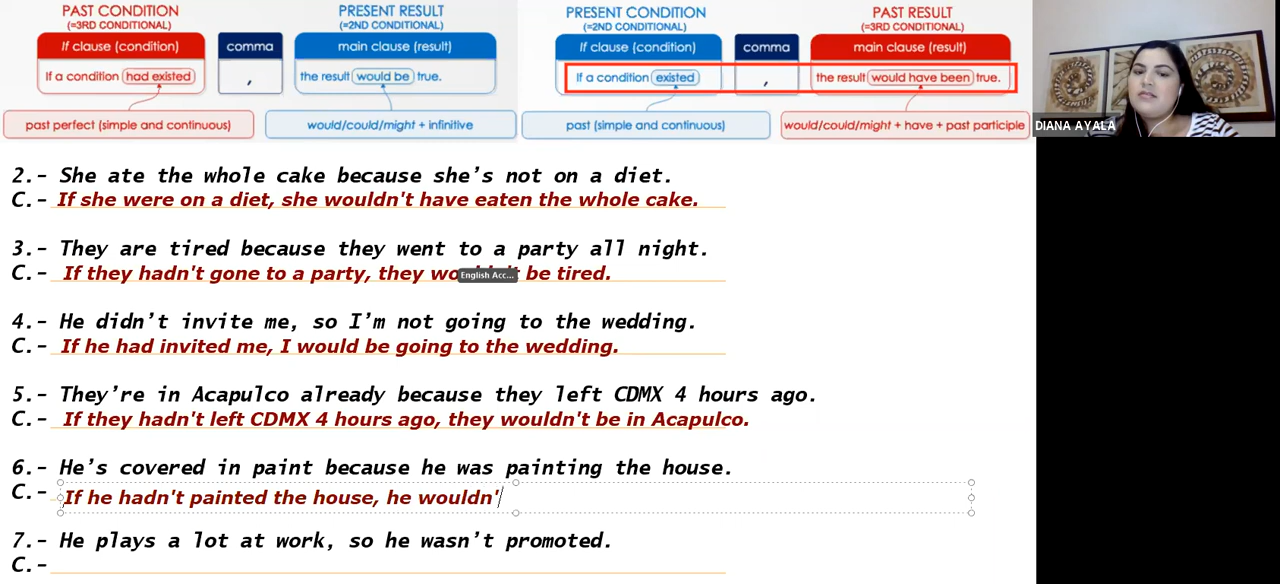 PAST CONDITION
(=3RD CONDITIONAL)
PRESENT RESULT
(=2ND CONDITIONAL)
If clause (condition)
comma
main clause (result)
If a condition had existed
,
the result would be true.
past perfect (simple and continuous)
would/could/might + infinitive
PRESENT CONDITION
(=2ND CONDITIONAL)
PAST RESULT
(=3RD CONDITIONAL)
If clause (condition)
comma
main clause (result)
If a condition existed
,
the result would have been true.
past (simple and continuous)
would/could/might + have + past participle
DIANA AYALA
2.- She ate the whole cake because she's not on a diet.
C.- If she were on a diet, she wouldn't have eaten the whole cake.
3.- They are tired because they went to a party all night.
C.- If they hadn't gone to a party, they be tired.
English Acc...
4.- He didn't invite me, so I'm not going to the wedding.
C.- If he had invited me, I would be going to the wedding.
5.- They're in Acapulco already because they left CDMX 4 hours ago.
C.- If they hadn't left CDMX 4 hours ago, they wouldn't be in Acapulco.
6.- He's covered in paint because he was painting the house.
C.- If he hadn't painted the house, he wouldn'
7.- He plays a lot at work, so he wasn't promoted.
C.-